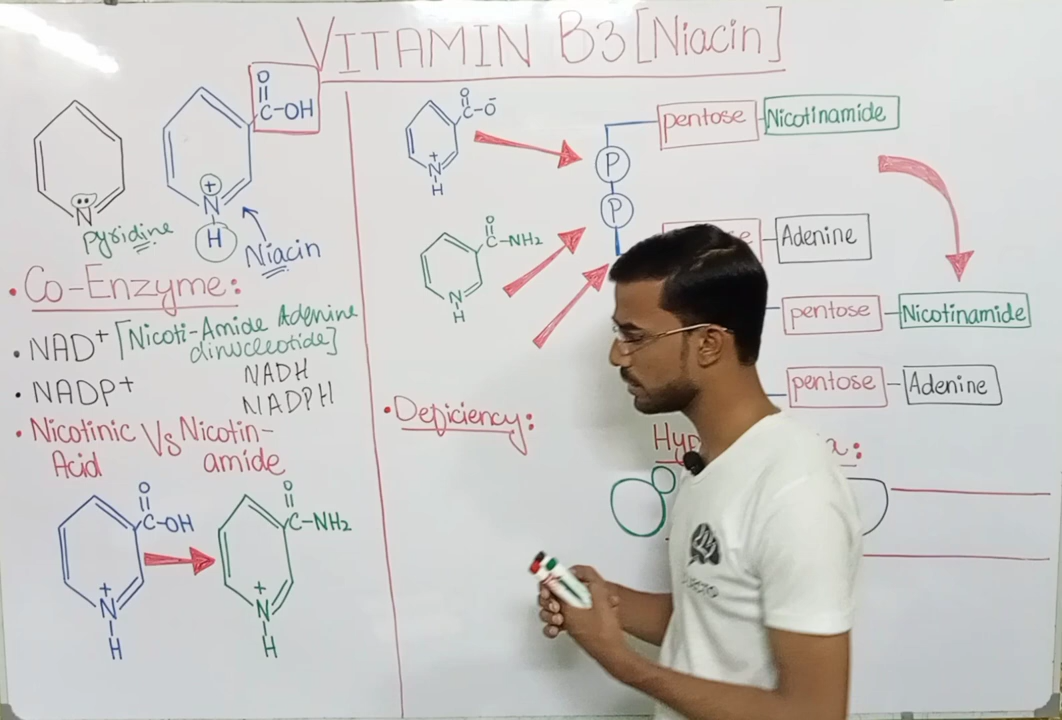 VITAMIN B3 [Niacin]
O
C-OH
N
H
pyridine
Niacin
• Co-Enzyme:
• NAD+ [Nicoti-Amide Adenine
dinucleotide]
• NADP+
NADH
NADPH
• Nicotinic Vs Nicotin-
Acid amide
O
C-OH
+
N
H
O
C-NH2
+
N
H
O
C-O-
+
N
H
O
C-NH2
N
H
P
P
pentose - Nicotinamide
Adenine
pentose - Nicotinamide
pentose - Adenine
• Deficiency: